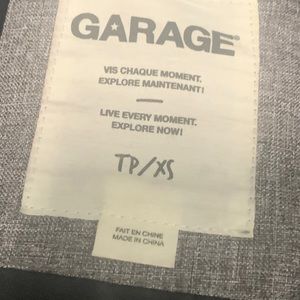 GARAGE®
VIS CHAQUE MOMENT.
EXPLORE MAINTENANT!
LIVE EVERY MOMENT.
EXPLORE NOW!
TP/XS
FAIT EN CHINE
MADE IN CHINA